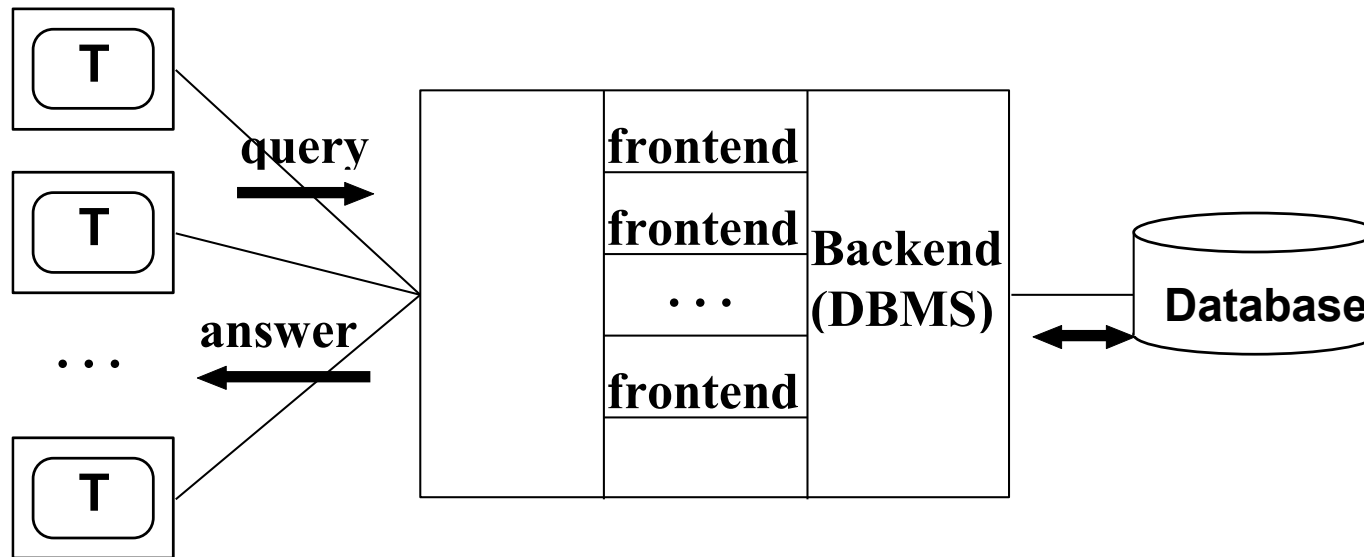 T
query
T
answer
. . .
T
frontend
frontend
. . .
frontend
Backend
(DBMS)
Database